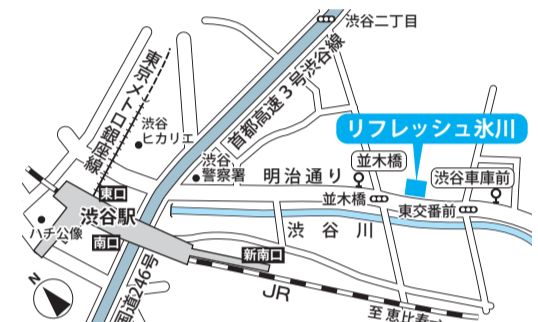 渋谷二丁目
東京メトロ銀座線
首都高速3号渋谷線
渋谷
ヒカリエ
リフレッシュ氷川
渋谷
警察署
明治通り
並木橋
渋谷車庫前
東口
渋谷駅
並木橋
東交番前
ハチ公像
南口
渋谷川
新南口
国道246号
JR
至 恵比寿
N